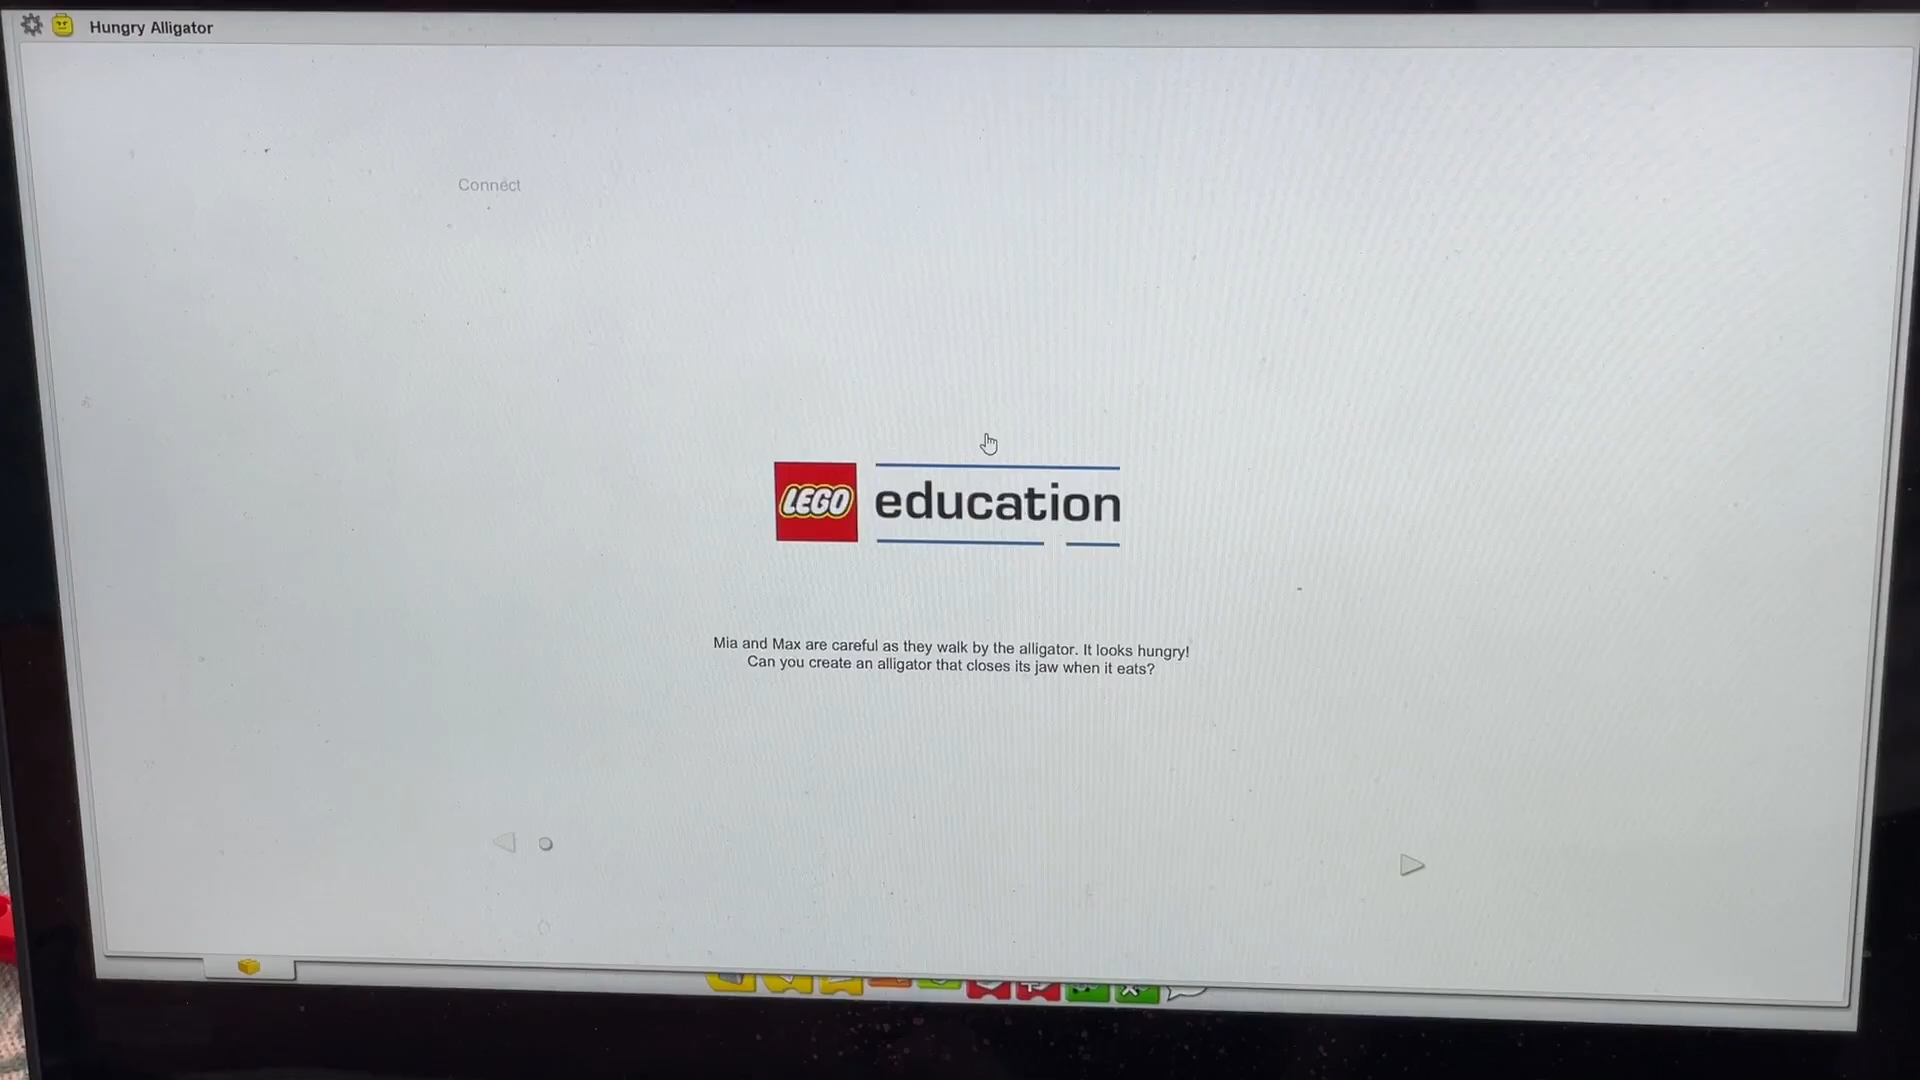 Hungry Alligator
Connect
LEGO education
Mia and Max are careful as they walk by the alligator. It looks hungry!
Can you create an alligator that closes its jaw when it eats?